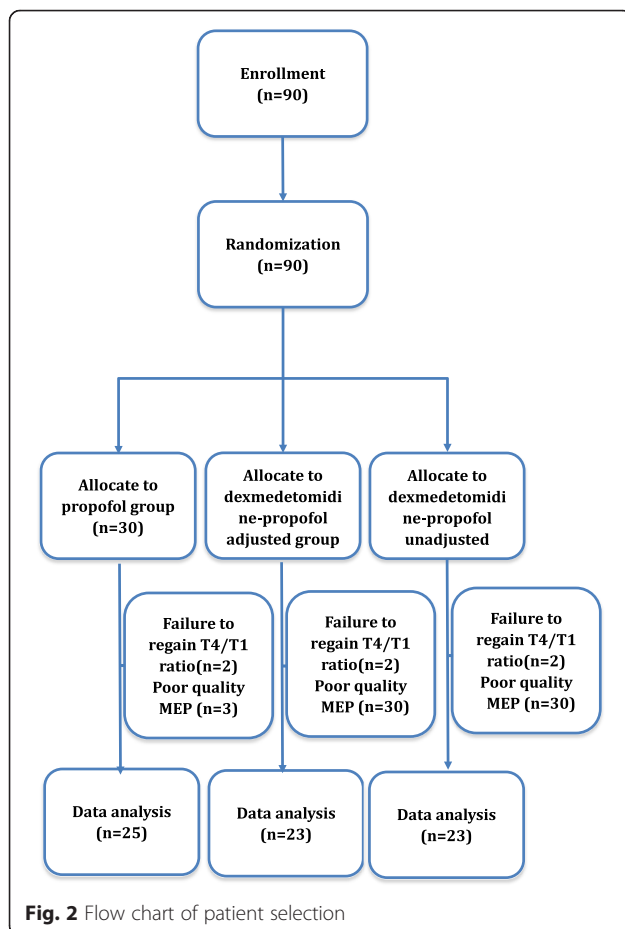 Enrollment
(n=90)
Randomization
(n=90)
Allocate to
propofol group
(n=30)
Allocate to
dexmedetomidi
ne-propofol
adjusted group
Allocate to
dexmedetomidi
ne-propofol
unadjusted
Failure to
regain T4/T1
ratio(n=2)
Poor quality
MEP (n=3)
Failure to
regain T4/T1
ratio(n=2)
Poor quality
MEP (n=30)
Failure to
regain T4/T1
ratio(n=2)
Poor quality
MEP (n=30)
Data analysis
(n=25)
Data analysis
(n=23)
Data analysis
(n=23)
Fig. 2 Flow chart of patient selection